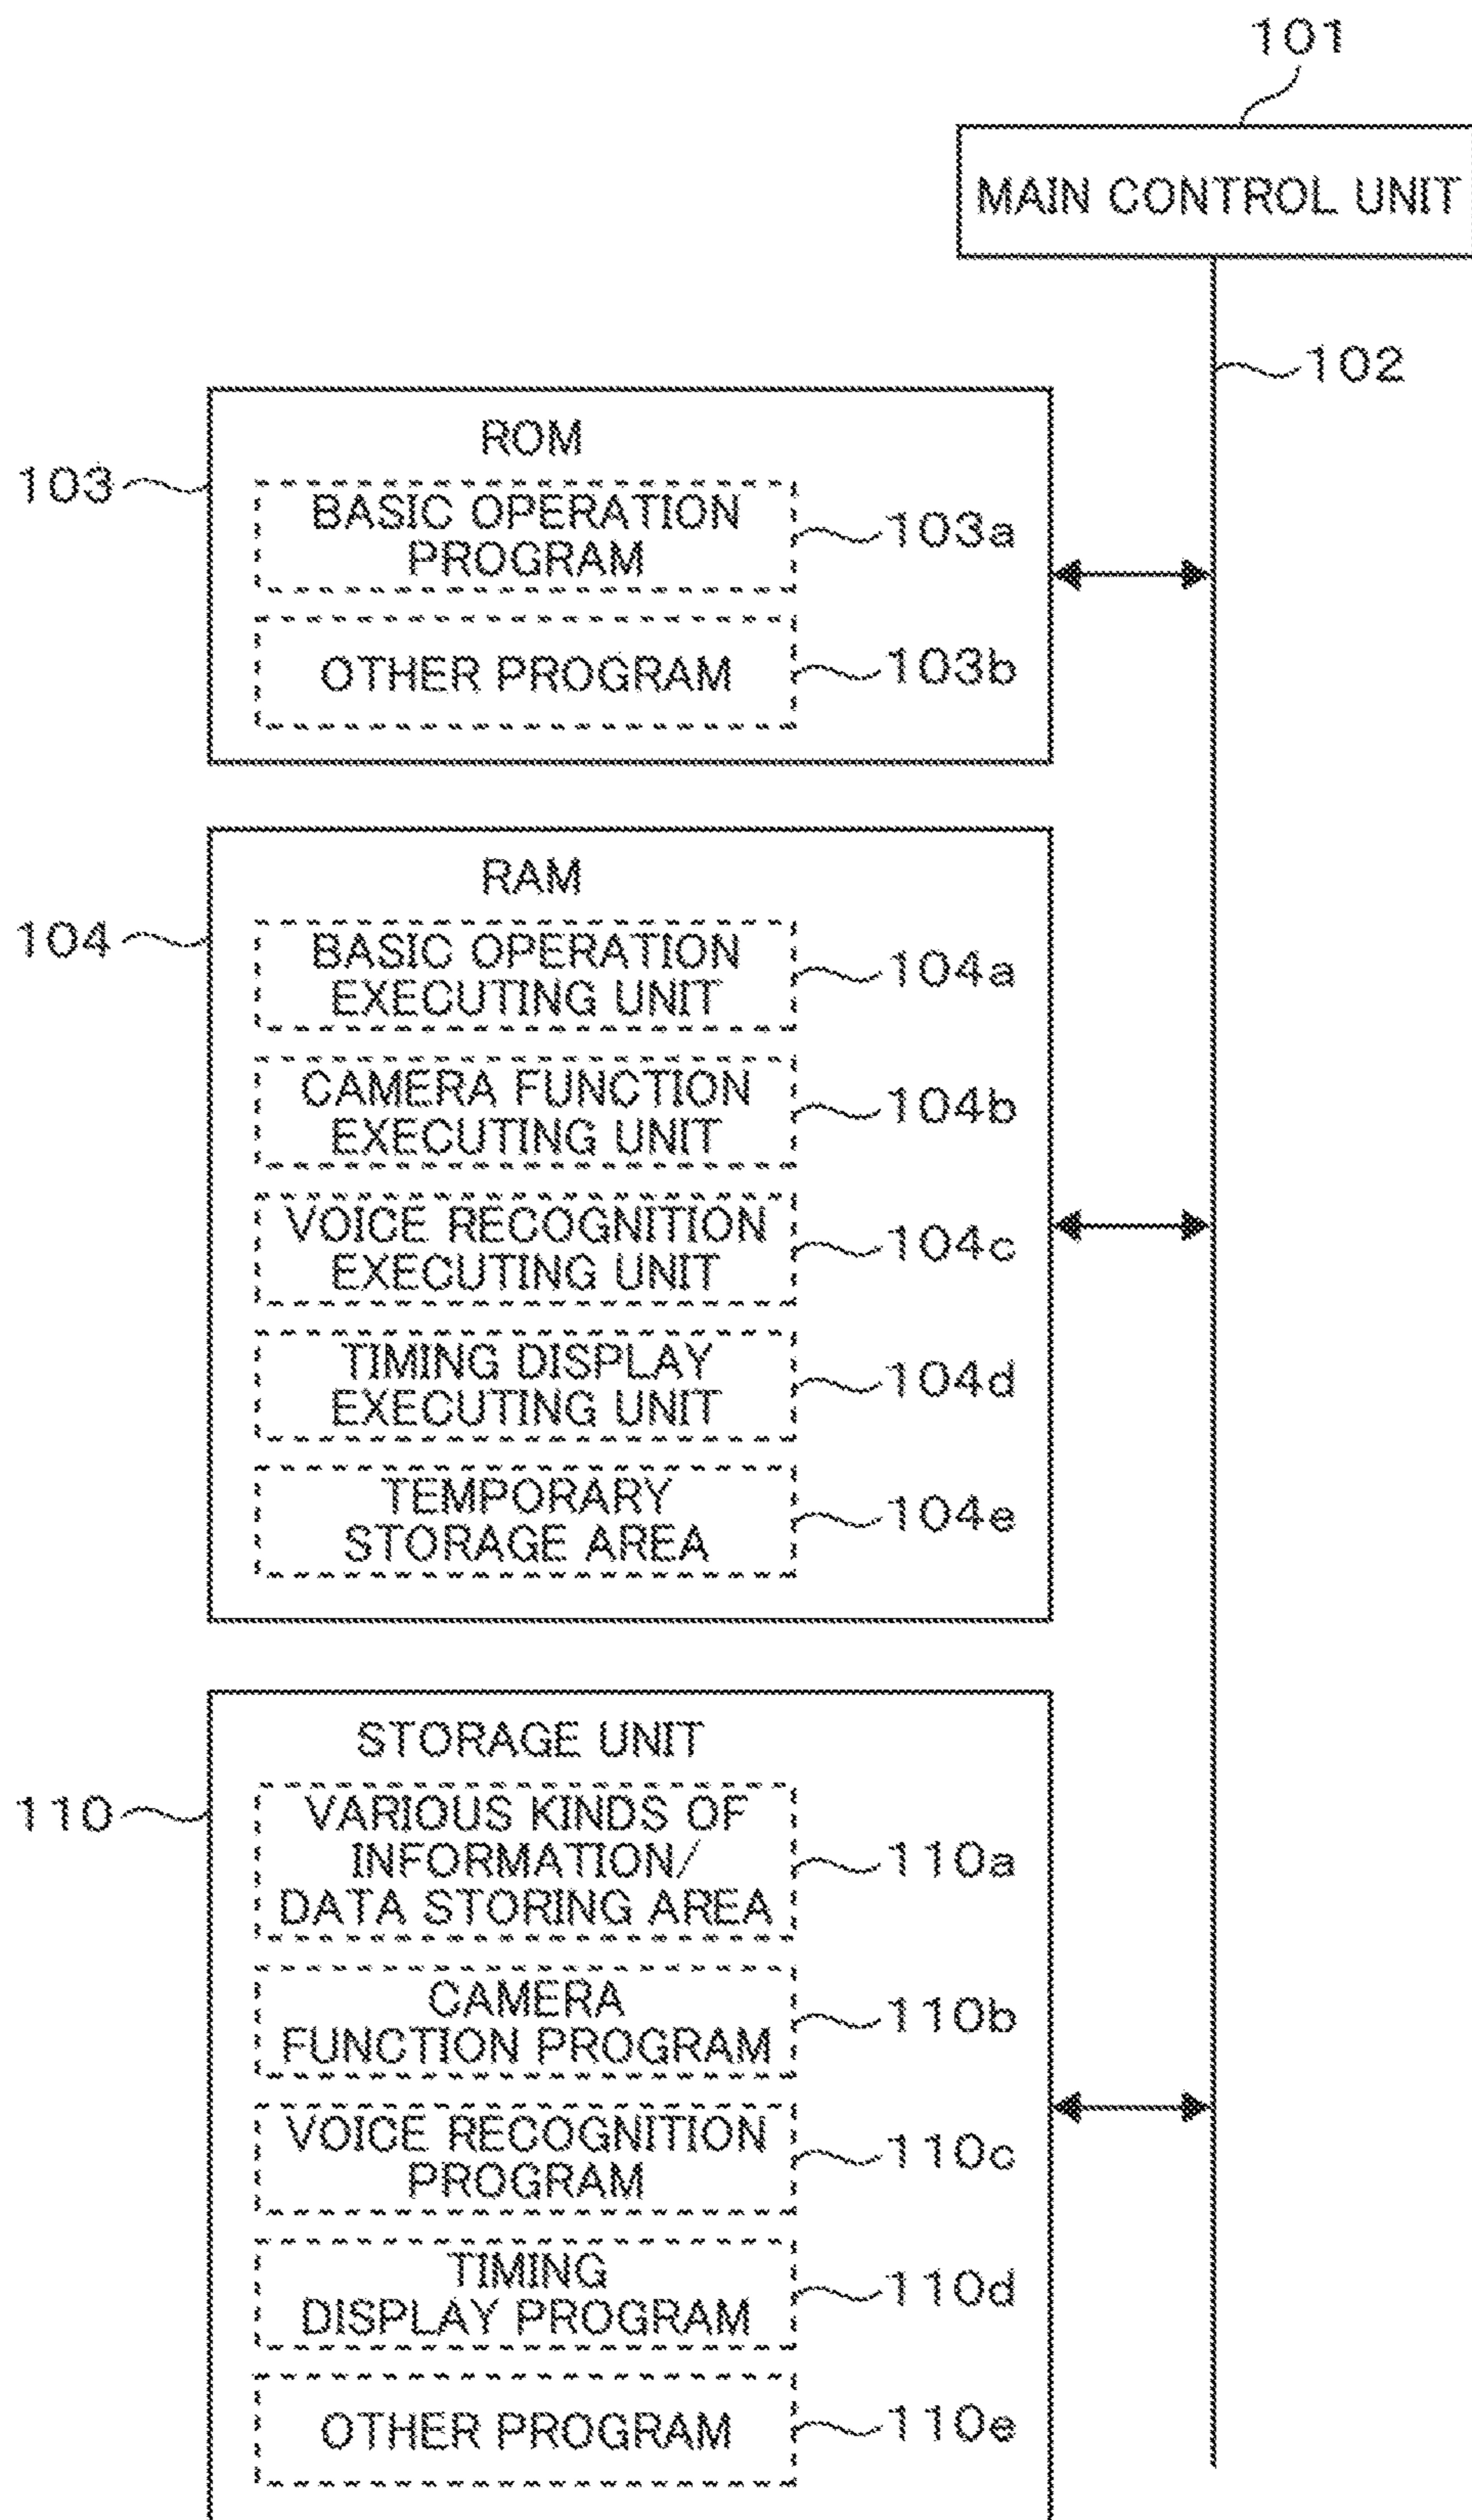 101
MAIN CONTROL UNIT
102
ROM
103
BASIC OPERATION
PROGRAM
103a
OTHER PROGRAM
103b
RAM
104
BASIC OPERATION
EXECUTING UNIT
104a
CAMERA FUNCTION
EXECUTING UNIT
104b
VOICE RECOGNITION
EXECUTING UNIT
104c
TIMING DISPLAY
EXECUTING UNIT
104d
TEMPORARY
STORAGE AREA
104e
STORAGE UNIT
110
VARIOUS KINDS OF
INFORMATION/
DATA STORING AREA
110a
CAMERA
FUNCTION PROGRAM
110b
VOICE RECOGNITION
PROGRAM
110c
TIMING
DISPLAY PROGRAM
110d
OTHER PROGRAM
110e